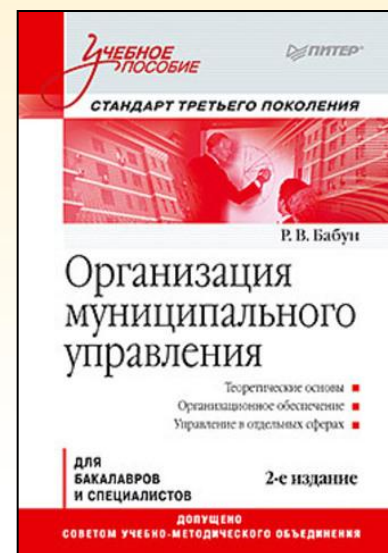 УЧЕБНОЕ
ПОСОБИЕ
ПИТЕР®
СТАНДАРТ ТРЕТЬЕГО ПОКОЛЕНИЯ
Р. В. Бабун
Организация
муниципального
управления
Теоретические основы
Организационное обеспечение
Управление в отдельных сферах
ДЛЯ
БАКАЛАВРОВ
И СПЕЦИАЛИСТОВ
2-е издание
ДОПУЩЕНО
СОВЕТОМ УЧЕБНО-МЕТОДИЧЕСКОГО ОБЪЕДИНЕНИЯ